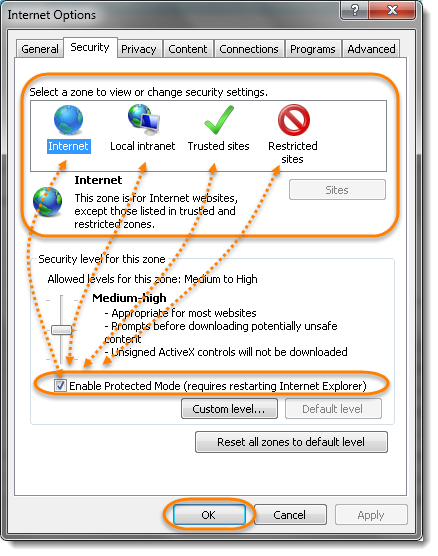 Internet Options
General Security Privacy Content Connections Programs Advanced
Select a zone to view or change security settings.
Internet Local intranet Trusted sites Restricted
sites
Internet
Sites
This zone is for Internet websites,
except those listed in trusted and
restricted zones.
Security level for this zone
Allowed levels for this zone: Medium to High
Medium-high
- Appropriate for most websites
- Prompts before downloading potentially unsafe
content
- Unsigned ActiveX controls will not be downloaded
Enable Protected Mode (requires restarting Internet Explorer)
Custom level... Default level
Reset all zones to default level
OK Cancel Apply